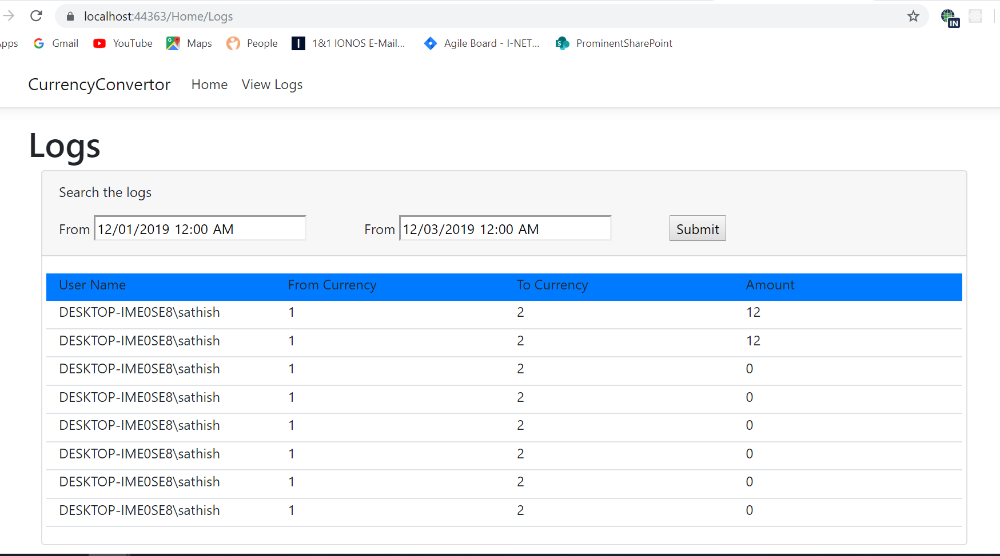 localhost:44363/Home/Logs
IN
Gmail YouTube Maps People 1&1 IONOS E-Mail... Agile Board - I-NET... ProminentSharePoint
CurrencyConvertor Home View Logs
Logs
Search the logs
From 12/01/2019 12:00 AM From 12/03/2019 12:00 AM Submit
User Name From Currency To Currency Amount
DESKTOP-IME0SE8\sathish 1 2 12
DESKTOP-IME0SE8\sathish 1 2 12
DESKTOP-IME0SE8\sathish 1 2 0
DESKTOP-IME0SE8\sathish 1 2 0
DESKTOP-IME0SE8\sathish 1 2 0
DESKTOP-IME0SE8\sathish 1 2 0
DESKTOP-IME0SE8\sathish 1 2 0
DESKTOP-IME0SE8\sathish 1 2 0